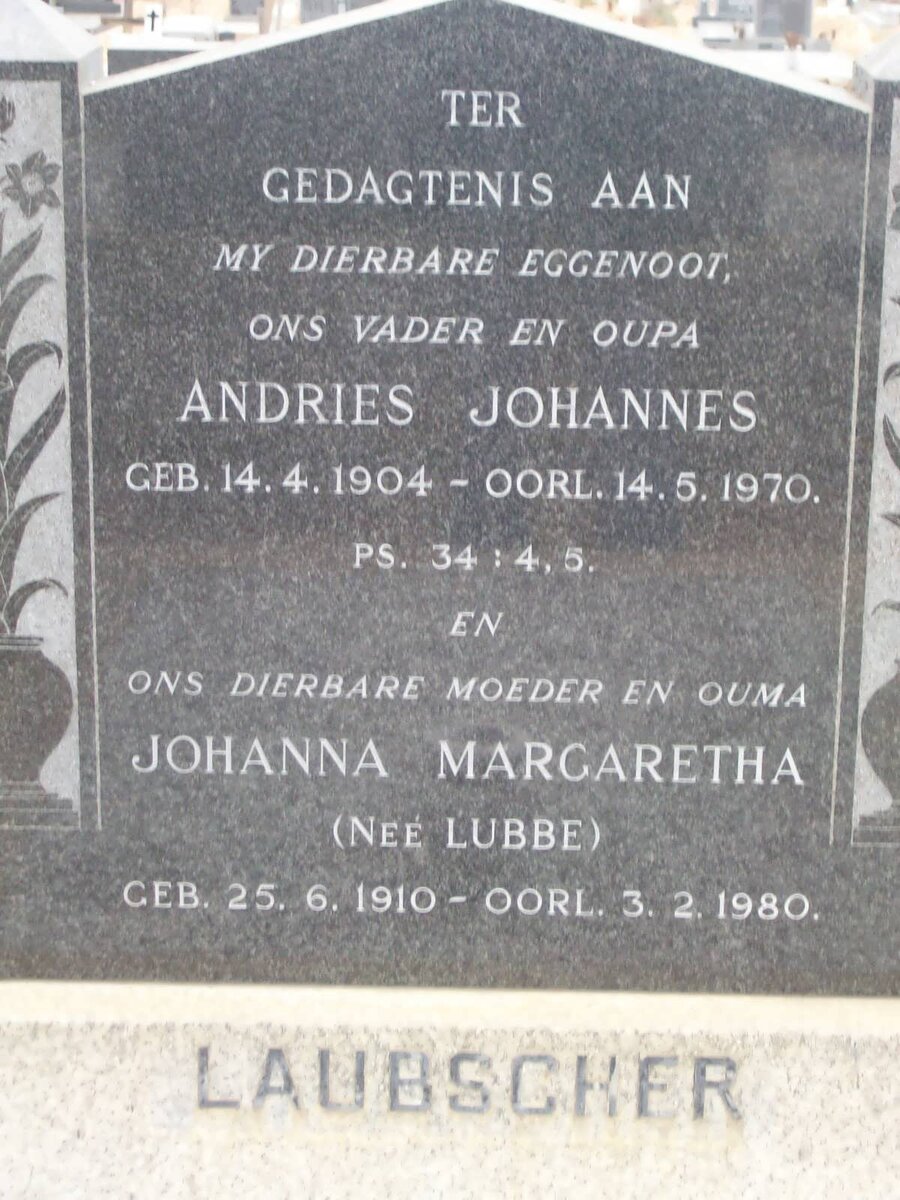 TER
GEDAGTENIS AAN
MY DIERBARE EGGENOOT,
ONS VADER EN OUPA
ANDRIES JOHANNES
GEB. 14.4.1904 - OORL. 14.5.1970.
PS. 34:4,5.
EN
ONS DIERBARE MOEDER EN OUMA
JOHANNA MARGARETHA
(NEÉ LUBBE)
GEB. 25.6.1910 - OORL. 3.2.1980.
LAUBSCHER